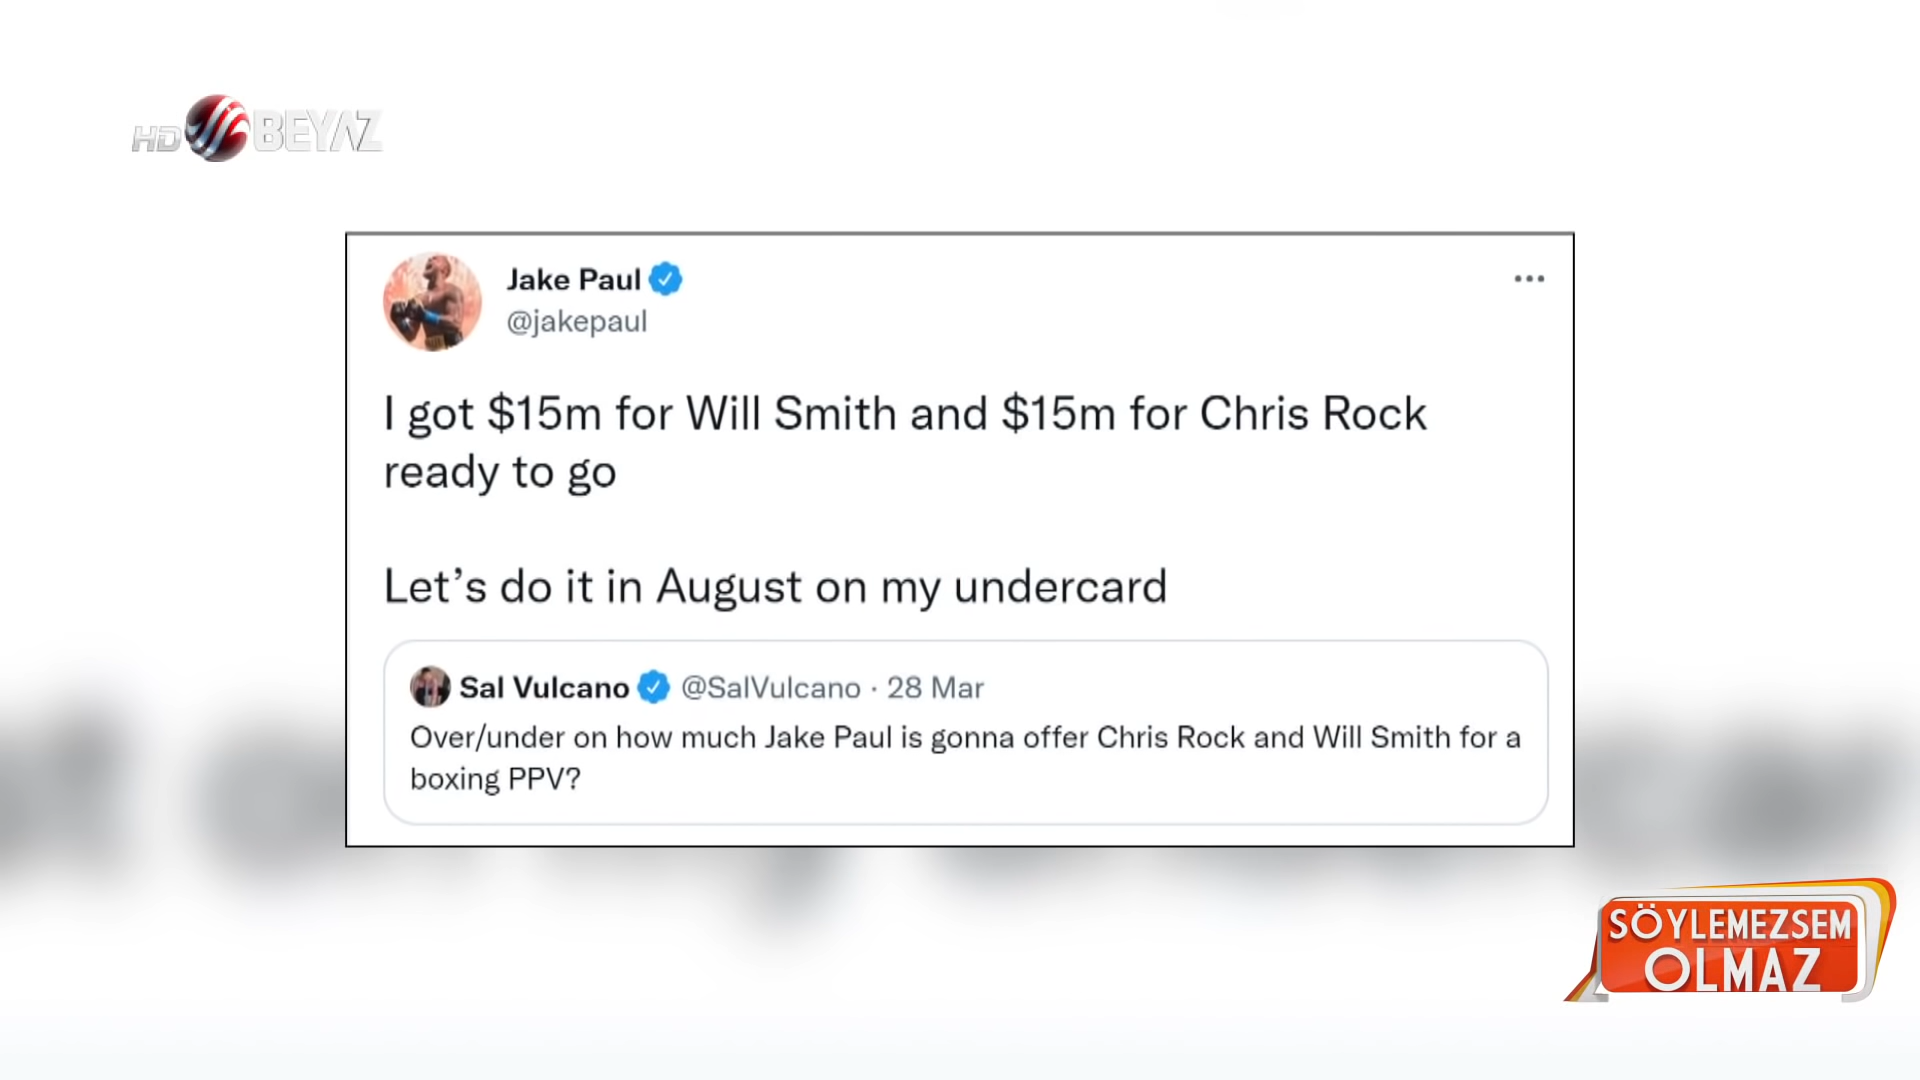 HD BEYAZ
Jake Paul
@jakepaul
I got $15m for Will Smith and $15m for Chris Rock
ready to go
Let’s do it in August on my undercard
Sal Vulcano @SalVulcano · 28 Mar
Over/under on how much Jake Paul is gonna offer Chris Rock and Will Smith for a
boxing PPV?
SÖYLEMEZSEM
OLMAZ